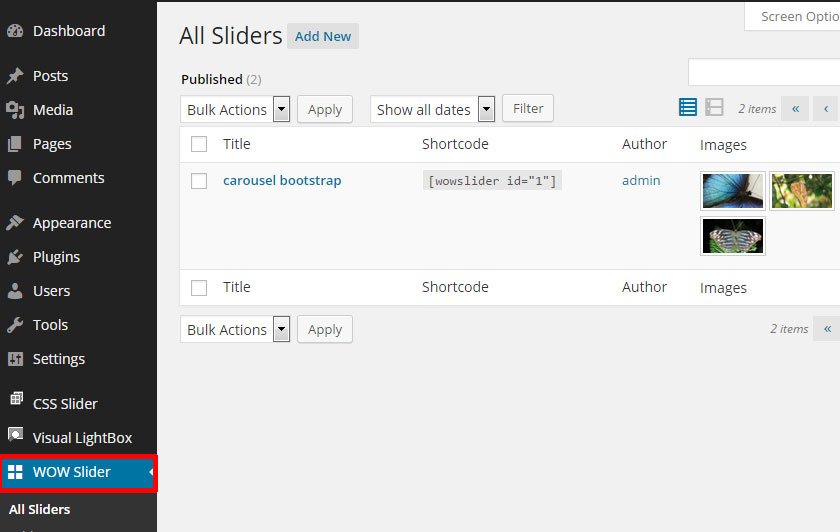 Dashboard
Posts
Media
Pages
Comments
Appearance
Plugins
Users
Tools
Settings
CSS Slider
Visual LightBox
WOW Slider
All Sliders
Screen Optio
All Sliders Add New
Published (2)
Bulk Actions Apply Show all dates Filter 2 items « ‹
Title Shortcode Author Images
carousel bootstrap [wowslider id="1"] admin
Title Shortcode Author Images
Bulk Actions Apply 2 items «